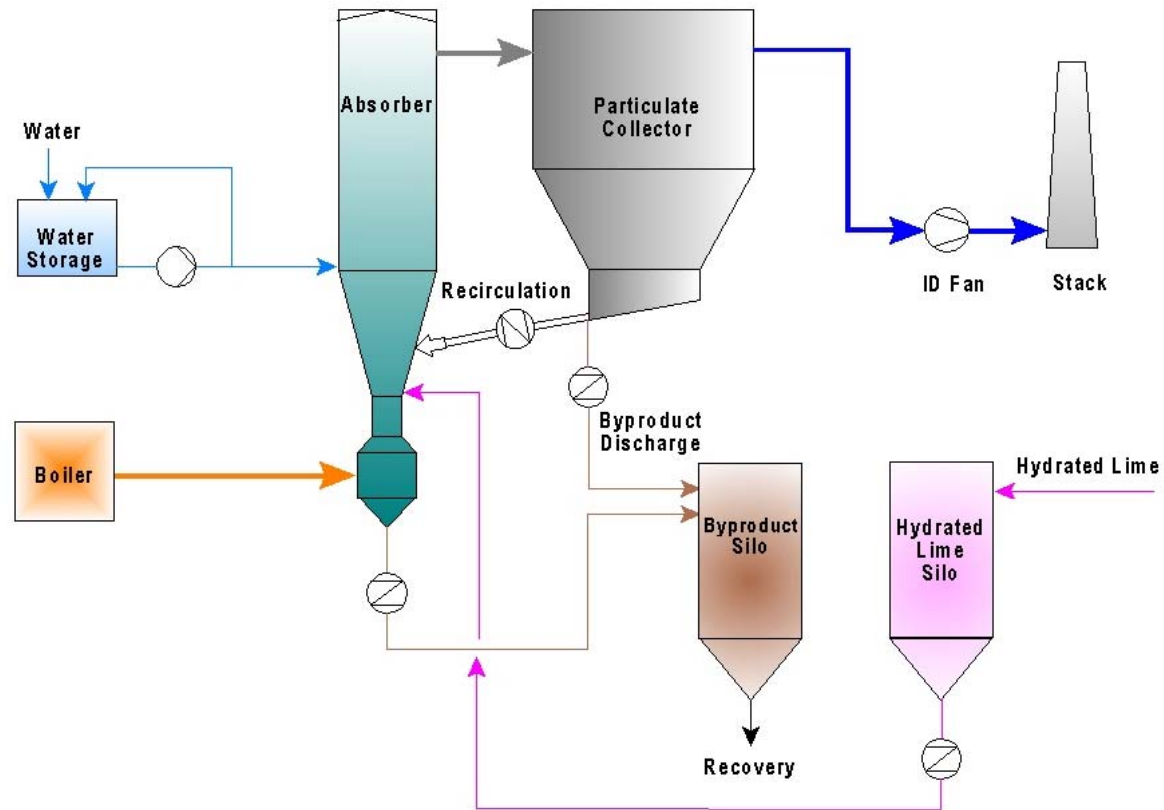 Absorber
Particulate
Collector
Water
Water
Storage
Recirculation
ID Fan
Stack
Byproduct
Discharge
Boiler
Hydrated Lime
Byproduct
Silo
Hydrated
Lime
Silo
Recovery